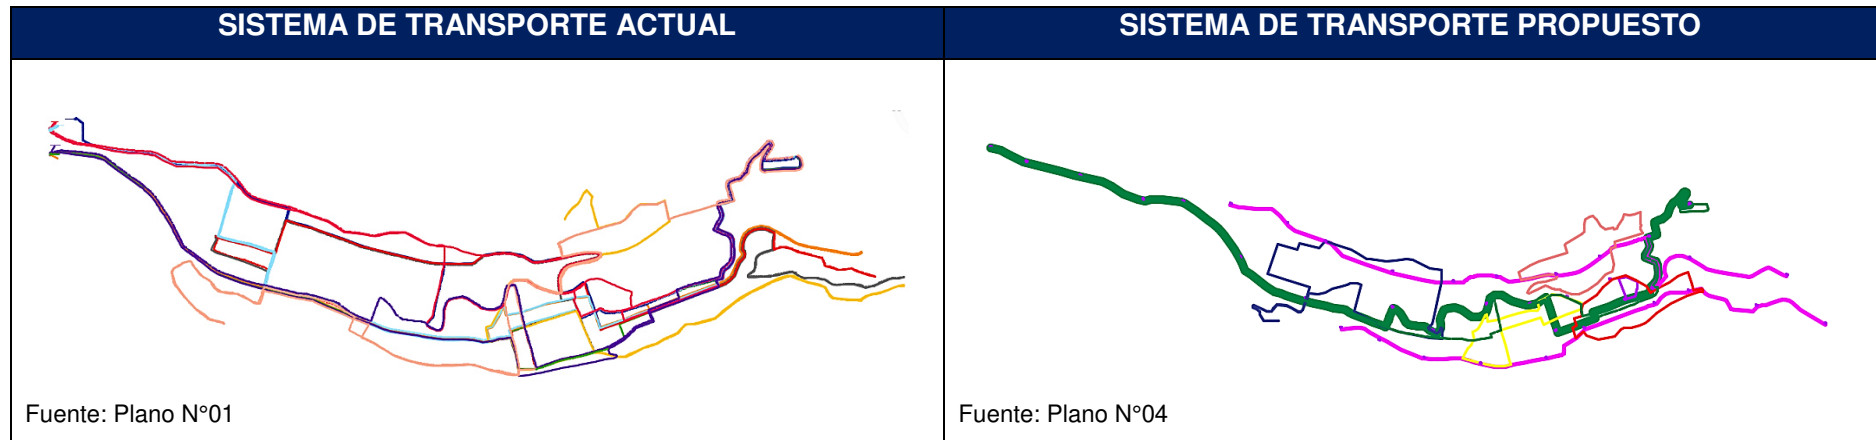 SISTEMA DE TRANSPORTE ACTUAL
SISTEMA DE TRANSPORTE PROPUESTO
Fuente: Plano N°01
Fuente: Plano N°04